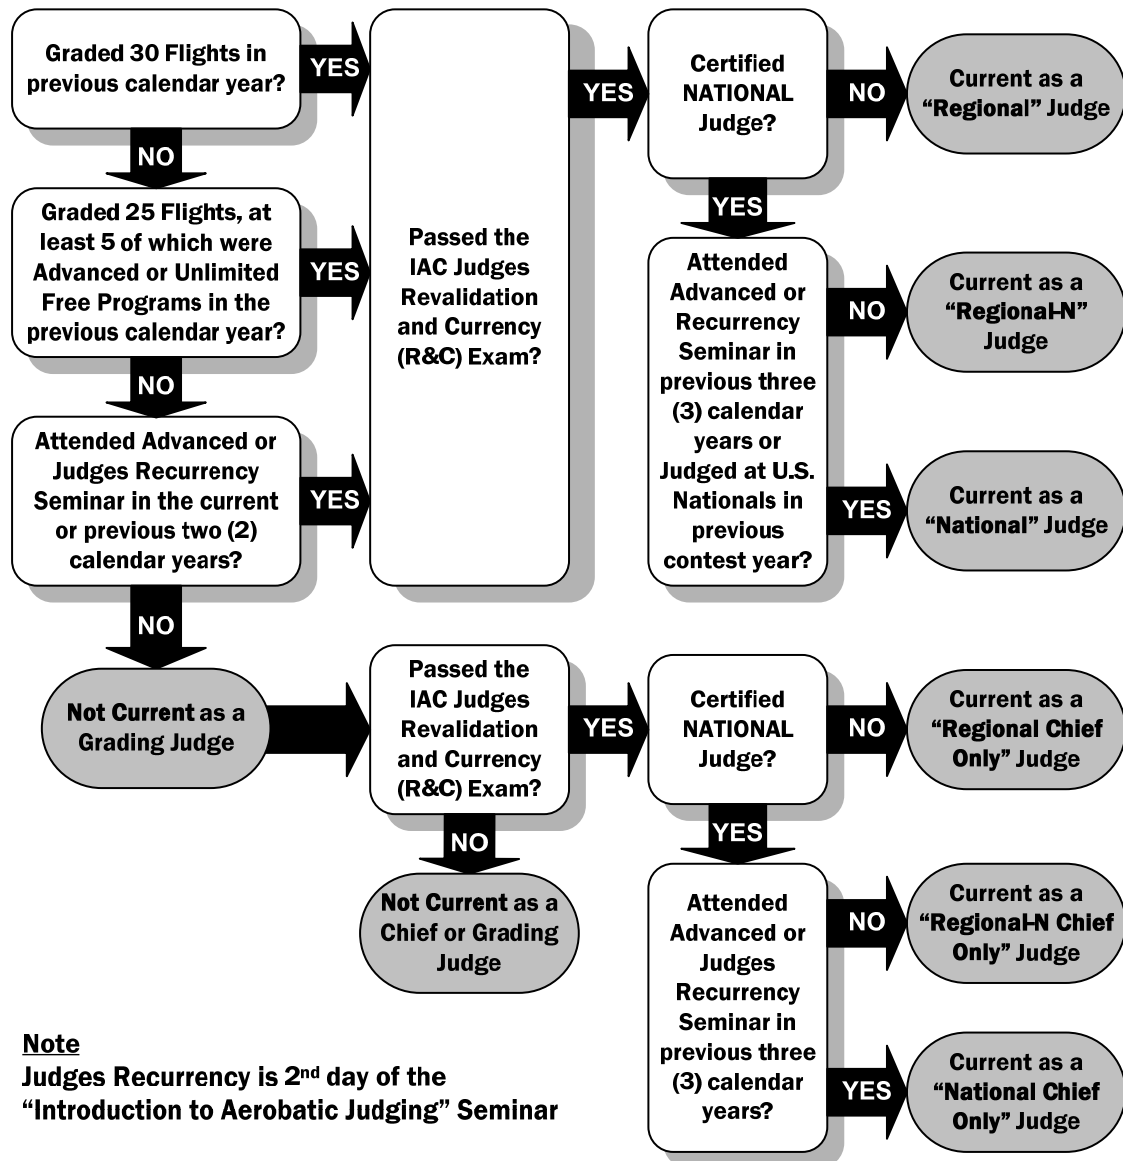 Graded 30 Flights in
previous calendar year?
YES
NO
Graded 25 Flights, at
least 5 of which were
Advanced or Unlimited
Free Programs in the
previous calendar year?
YES
NO
Attended Advanced or
Judges Recurrency
Seminar in the current
or previous two (2)
calendar years?
YES
NO
Not Current as a
Grading Judge
Passed the
IAC Judges
Revalidation
and Currency
(R&C) Exam?
YES
Certified
NATIONAL
Judge?
NO
Current as a
“Regional” Judge
YES
Attended
Advanced or
Recurrency
Seminar in
previous three
(3) calendar
years or
Judged at U.S.
Nationals in
previous
contest year?
NO
Current as a
“Regional-N”
Judge
YES
Current as a
“National” Judge
Passed the
IAC Judges
Revalidation
and Currency
(R&C) Exam?
YES
NO
Not Current as a
Chief or Grading
Judge
Certified
NATIONAL
Judge?
NO
Current as a
“Regional Chief
Only” Judge
YES
Attended
Advanced or
Judges
Recurrency
Seminar in
previous three
(3) calendar
years?
NO
Current as a
“Regional-N Chief
Only” Judge
YES
Current as a
“National Chief
Only” Judge
Note
Judges Recurrency is 2nd day of the
“Introduction to Aerobatic Judging” Seminar